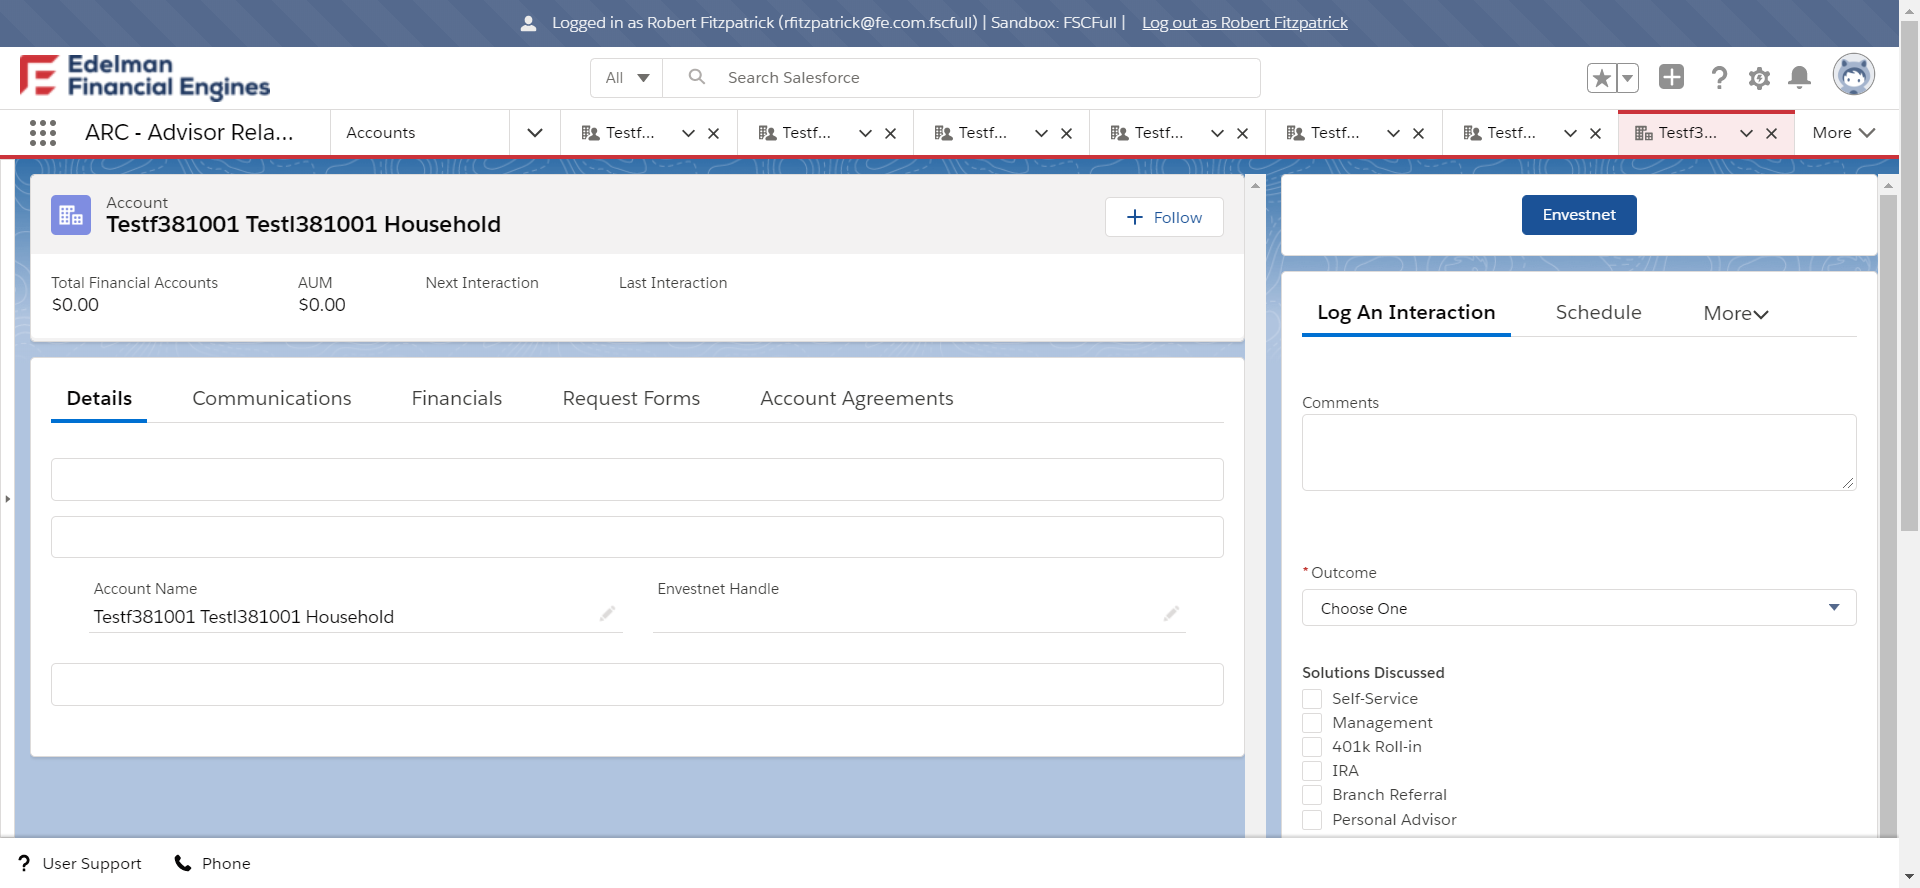 Logged in as Robert Fitzpatrick (rfitzpatrick@fe.com.fscfull) | Sandbox: FSCFull | Log out as Robert Fitzpatrick
Edelman
Financial Engines
All
Search Salesforce
ARC - Advisor Rela...
Accounts
Testf...
Testf...
Testf...
Testf...
Testf...
Testf...
Testf3...
More
Account
Testf381001 Testl381001 Household
Follow
Total Financial Accounts
$0.00
AUM
$0.00
Next Interaction
Last Interaction
Details
Communications
Financials
Request Forms
Account Agreements
Account Name
Testf381001 Testl381001 Household
Envestnet Handle
Envestnet
Log An Interaction
Schedule
More
Comments
*Outcome
Choose One
Solutions Discussed
Self-Service
Management
401k Roll-in
IRA
Branch Referral
Personal Advisor
User Support
Phone